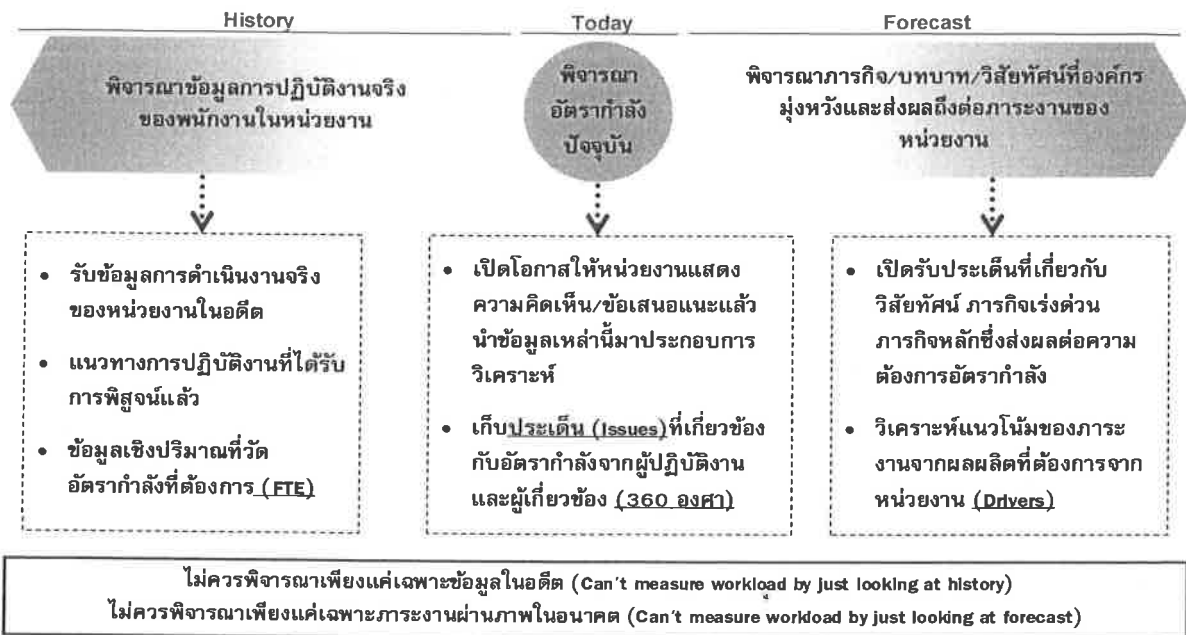 History
Today
Forecast
พิจารณาข้อมูลการปฏิบัติงานจริง
ของพนักงานในหน่วยงาน
พิจารณา
อัตรากำลัง
ปัจจุบัน
พิจารณาภารกิจ/บทบาท/วิสัยทัศน์ที่องค์กร
มุ่งหวังและส่งผลถึงต่อภาระงานของ
หน่วยงาน
• รับข้อมูลการดำเนินงานจริง
ของหน่วยงานในอดีต
• แนวทางการปฏิบัติงานที่ได้รับ
การพิสูจน์แล้ว
• ข้อมูลเชิงปริมาณที่วัด
อัตรากำลังที่ต้องการ (FTE)
• เปิดโอกาสให้หน่วยงานแสดง
ความคิดเห็น/ข้อเสนอแนะแล้ว
นำข้อมูลเหล่านี้มาประกอบการ
วิเคราะห์
• เก็บประเด็น (Issues)ที่เกี่ยวข้อง
กับอัตรากำลังจากผู้ปฏิบัติงาน
และผู้เกี่ยวข้อง (360 องศา)
• เปิดรับประเด็นที่เกี่ยวกับ
วิสัยทัศน์ ภารกิจเร่งด่วน
ภารกิจหลักซึ่งส่งผลต่อความ
ต้องการอัตรากำลัง
• วิเคราะห์แนวโน้มของภาระ
งานจากผลผลิตที่ต้องการจาก
หน่วยงาน (Drivers)
ไม่ควรพิจารณาเพียงแค่เฉพาะข้อมูลในอดีต (Can't measure workload by just looking at history)
ไม่ควรพิจารณาเพียงแค่เฉพาะภาระงานผ่านภาพในอนาคต (Can't measure workload by just looking at forecast)